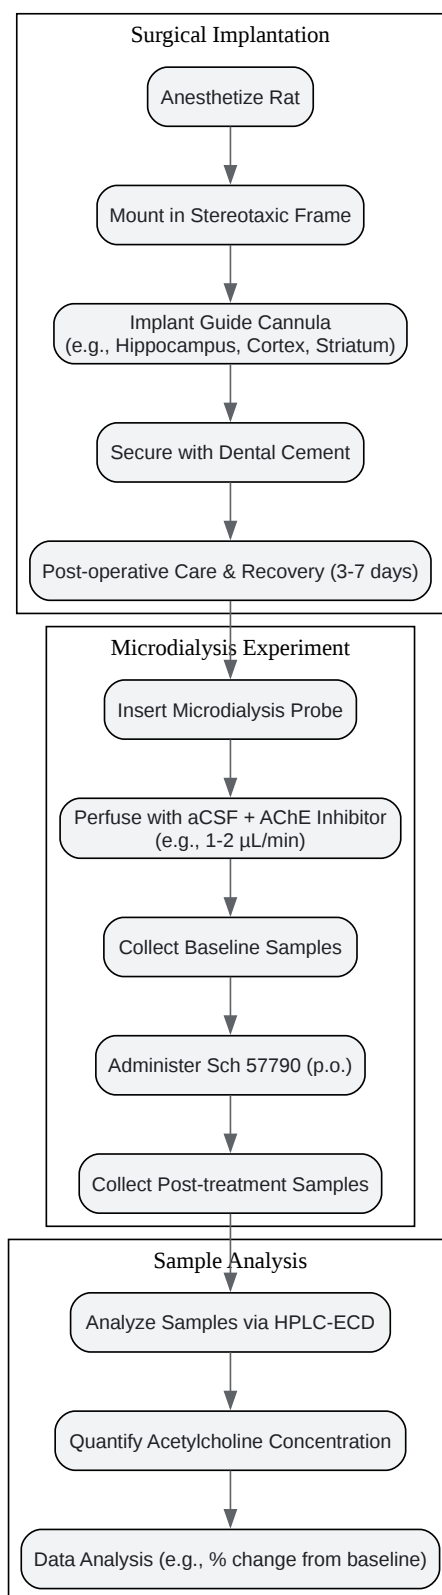 Surgical Implantation
Anesthetize Rat
Mount in Stereotaxic Frame
Implant Guide Cannula
(e.g., Hippocampus, Cortex, Striatum)
Secure with Dental Cement
Post-operative Care & Recovery (3-7 days)
Microdialysis Experiment
Insert Microdialysis Probe
Perfuse with aCSF + AChE Inhibitor
(e.g., 1-2 µL/min)
Collect Baseline Samples
Administer Sch 57790 (p.o.)
Collect Post-treatment Samples
Sample Analysis
Analyze Samples via HPLC-ECD
Quantify Acetylcholine Concentration
Data Analysis (e.g., % change from baseline)